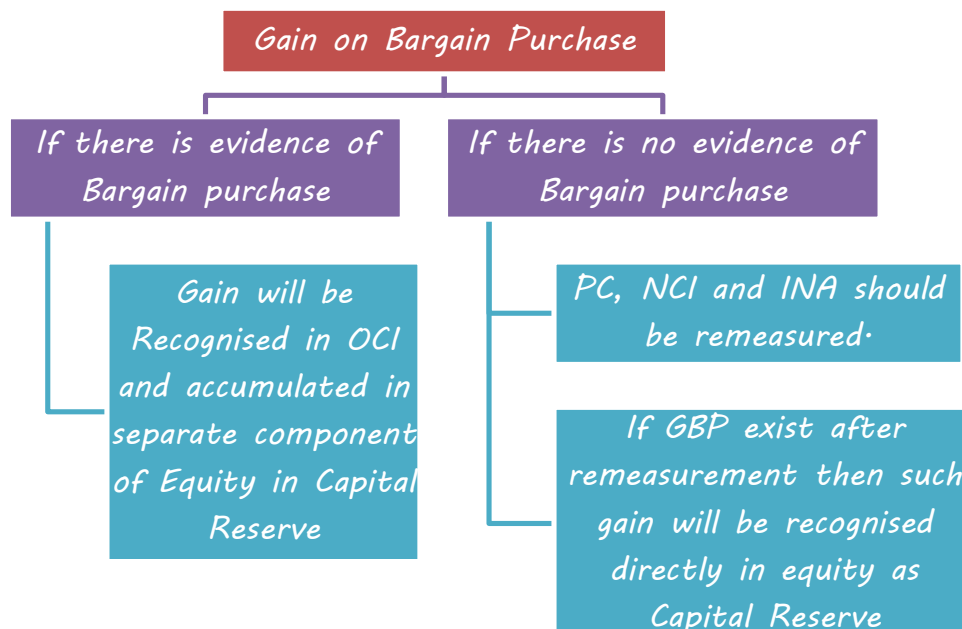 Gain on Bargain Purchase
If there is evidence of
Bargain purchase
If there is no evidence of
Bargain purchase
Gain will be
Recognised in OCI
and accumulated in
separate component
of Equity in Capital
Reserve
PC, NCI and INA should
be remeasured.
If GBP exist after
remeasurement then such
gain will be recognised
directly in equity as
Capital Reserve